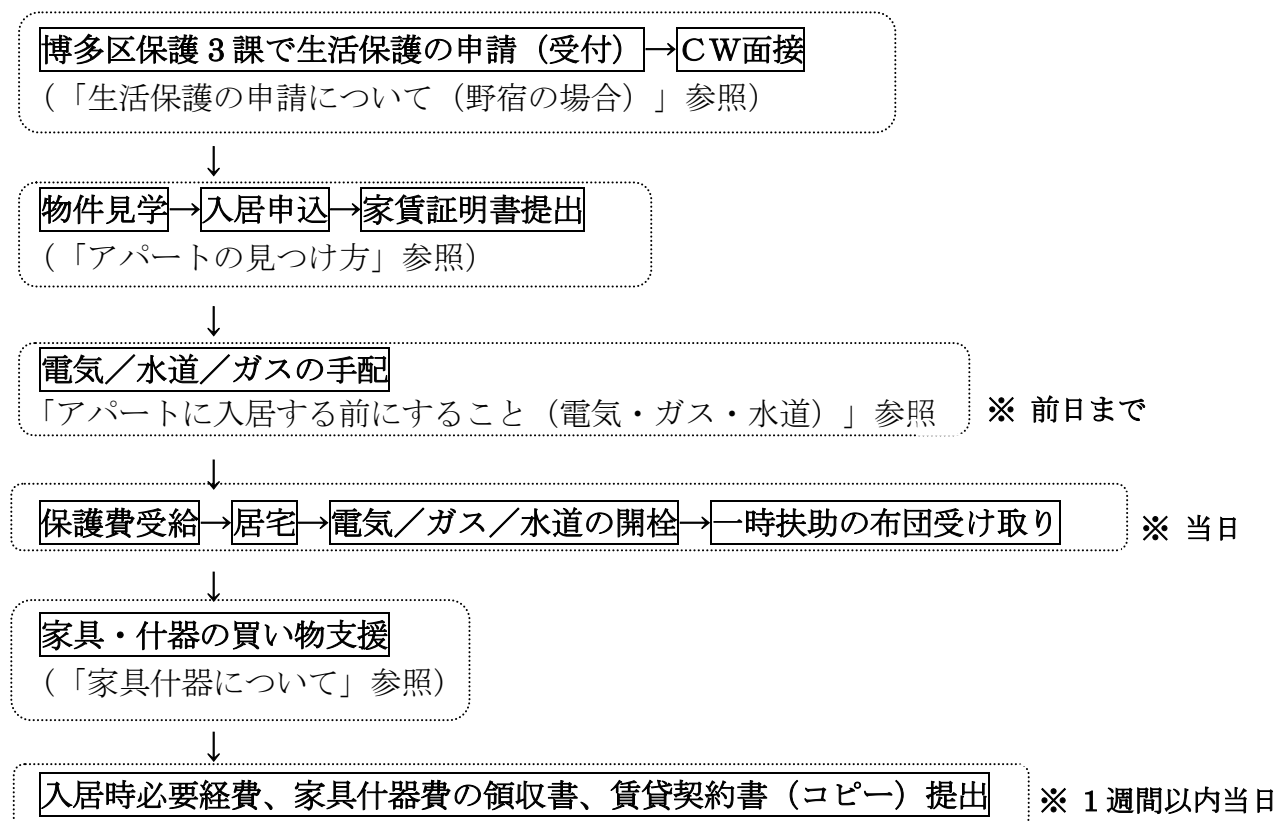 博多区保護３課で生活保護の申請（受付）→ＣＷ面接
（「生活保護の申請について（野宿の場合）」参照）
↓
物件見学→入居申込→家賃証明書提出
（「アパートの見つけ方」参照）
↓
電気／水道／ガスの手配
「アパートに入居する前にすること（電気・ガス・水道）」参照 ※ 前日まで
↓
保護費受給→居宅→電気／ガス／水道の開栓→一時扶助の布団受け取り ※ 当日
↓
家具・什器の買い物支援
（「家具什器について」参照）
↓
入居時必要経費、家具什器費の領収書、賃貸契約書（コピー）提出 ※ １週間以内当日